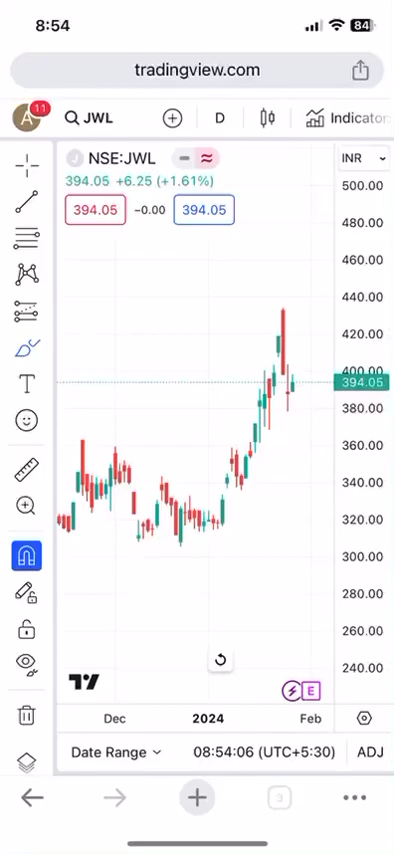 8:54
84
tradingview.com
A
11
JWL
D
Indicator
J
NSE:JWL
INR
394.05 +6.25 (+1.61%)
394.05
−0.00
394.05
500.00
480.00
460.00
440.00
420.00
400.00
394.05
380.00
360.00
340.00
320.00
300.00
280.00
260.00
240.00
T
E
Dec
2024
Feb
Date Range
08:54:06 (UTC+5:30)
ADJ
3